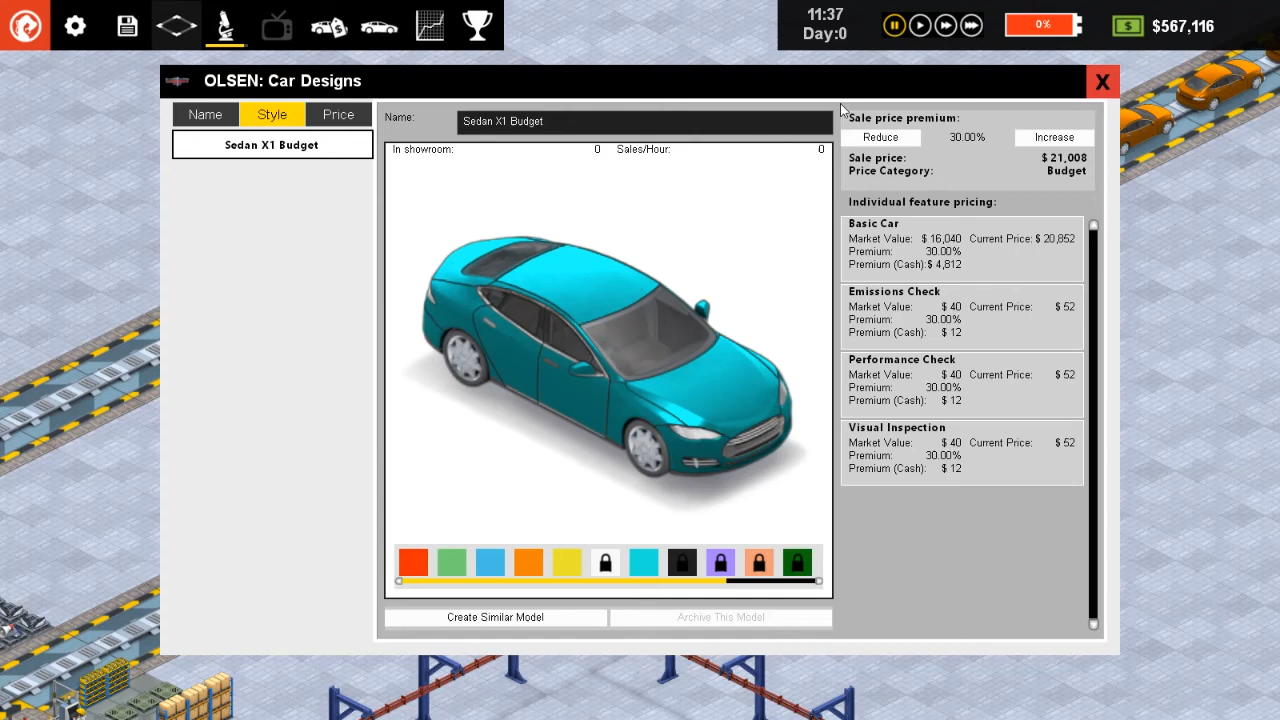 11:37
Day:0
0%
$567,116
OLSEN: Car Designs
X
Name
Style
Price
Sedan X1 Budget
Name:
Sedan X1 Budget
In showroom: 0
Sales/Hour: 0
Create Similar Model
Archive This Model
Sale price premium:
Reduce
30.00%
Increase
Sale price: $ 21,008
Price Category: Budget
Individual feature pricing:
Basic Car
Market Value: $ 16,040 Current Price: $ 20,852
Premium: 30.00%
Premium (Cash): $ 4,812
Emissions Check
Market Value: $ 40 Current Price: $ 52
Premium: 30.00%
Premium (Cash): $ 12
Performance Check
Market Value: $ 40 Current Price: $ 52
Premium: 30.00%
Premium (Cash): $ 12
Visual Inspection
Market Value: $ 40 Current Price: $ 52
Premium: 30.00%
Premium (Cash): $ 12